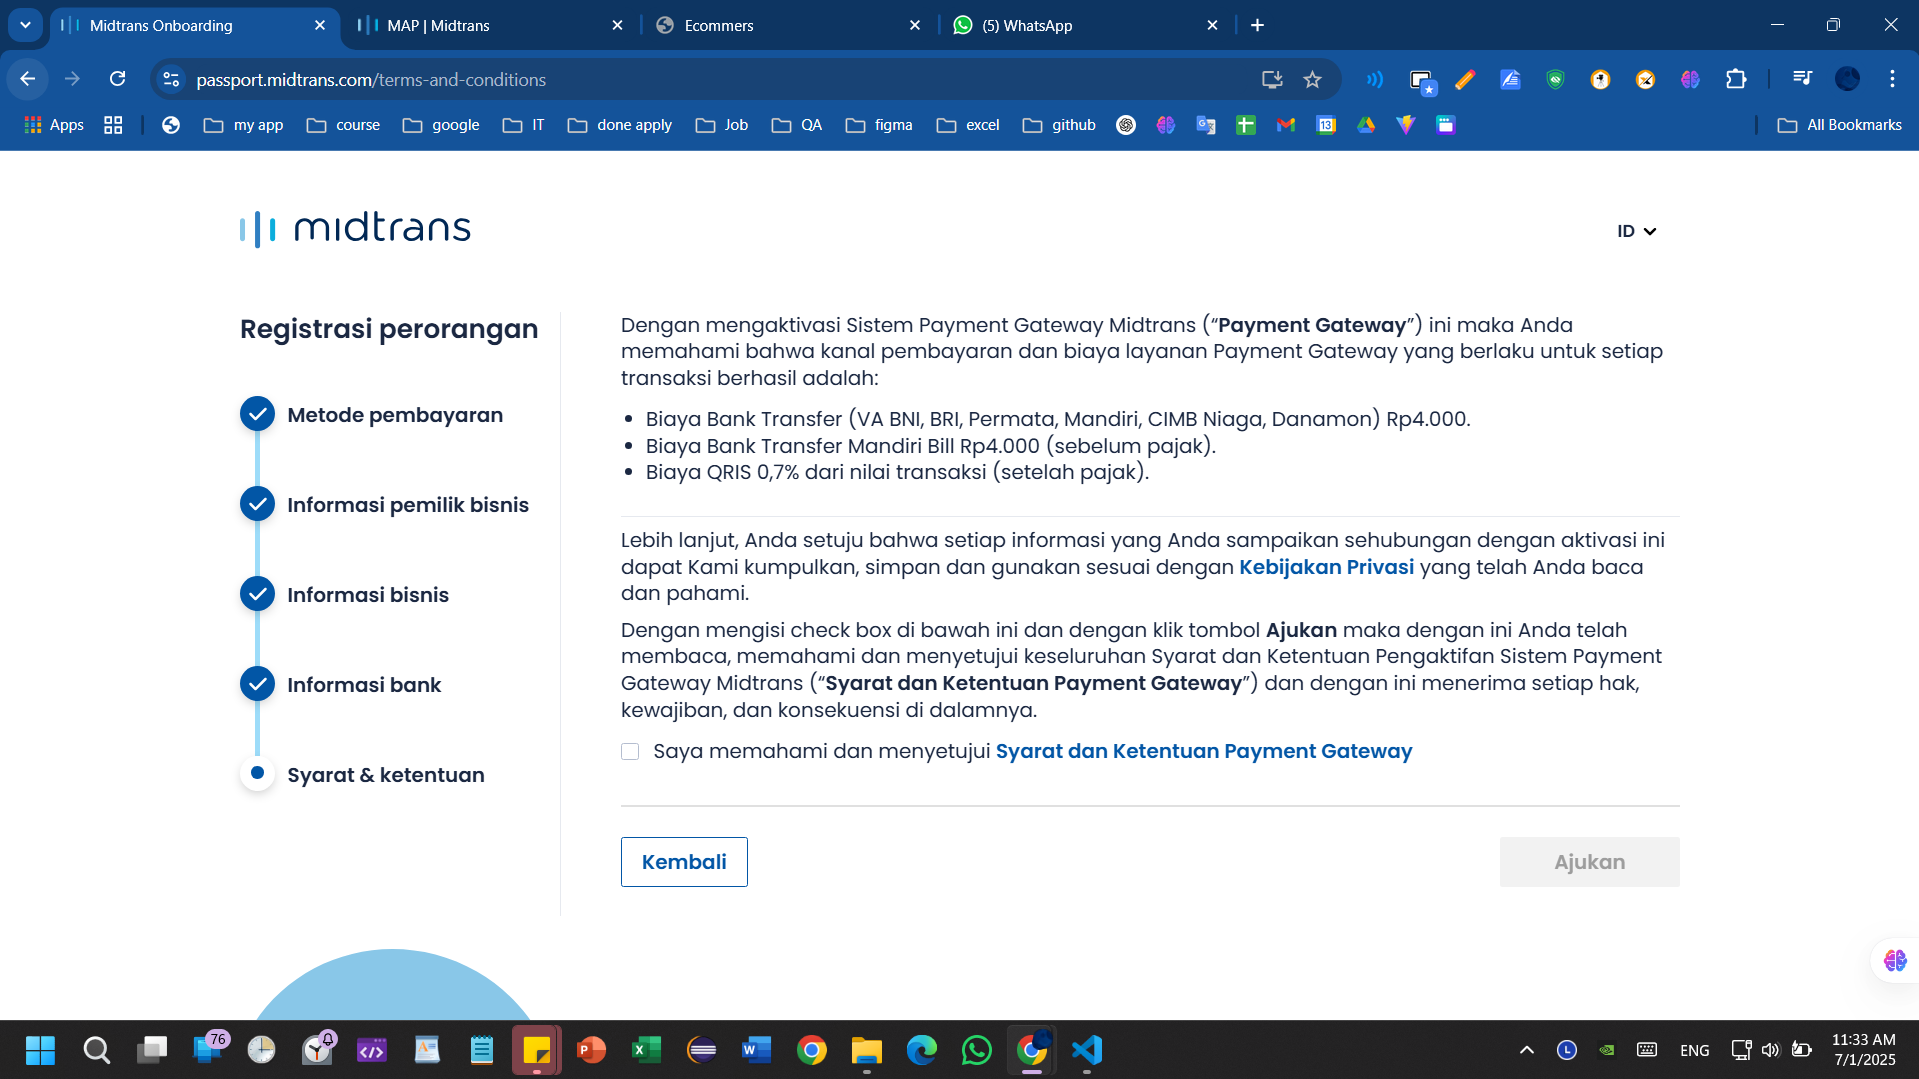 Midtrans Onboarding
MAP | Midtrans
Ecommers
(5) WhatsApp
passport.midtrans.com/terms-and-conditions
Apps
my app
course
google
IT
done apply
Job
QA
figma
excel
github
13
All Bookmarks
midtrans
ID
Registrasi perorangan
Metode pembayaran
Informasi pemilik bisnis
Informasi bisnis
Informasi bank
Syarat & ketentuan
Dengan mengaktivasi Sistem Payment Gateway Midtrans (“Payment Gateway”) ini maka Anda
memahami bahwa kanal pembayaran dan biaya layanan Payment Gateway yang berlaku untuk setiap
transaksi berhasil adalah:
• Biaya Bank Transfer (VA BNI, BRI, Permata, Mandiri, CIMB Niaga, Danamon) Rp4.000.
• Biaya Bank Transfer Mandiri Bill Rp4.000 (sebelum pajak).
• Biaya QRIS 0,7% dari nilai transaksi (setelah pajak).
Lebih lanjut, Anda setuju bahwa setiap informasi yang Anda sampaikan sehubungan dengan aktivasi ini
dapat Kami kumpulkan, simpan dan gunakan sesuai dengan Kebijakan Privasi yang telah Anda baca
dan pahami.
Dengan mengisi check box di bawah ini dan dengan klik tombol Ajukan maka dengan ini Anda telah
membaca, memahami dan menyetujui keseluruhan Syarat dan Ketentuan Pengaktifan Sistem Payment
Gateway Midtrans (“Syarat dan Ketentuan Payment Gateway”) dan dengan ini menerima setiap hak,
kewajiban, dan konsekuensi di dalamnya.
Saya memahami dan menyetujui Syarat dan Ketentuan Payment Gateway
Kembali
Ajukan
76
ENG
11:33 AM
7/1/2025